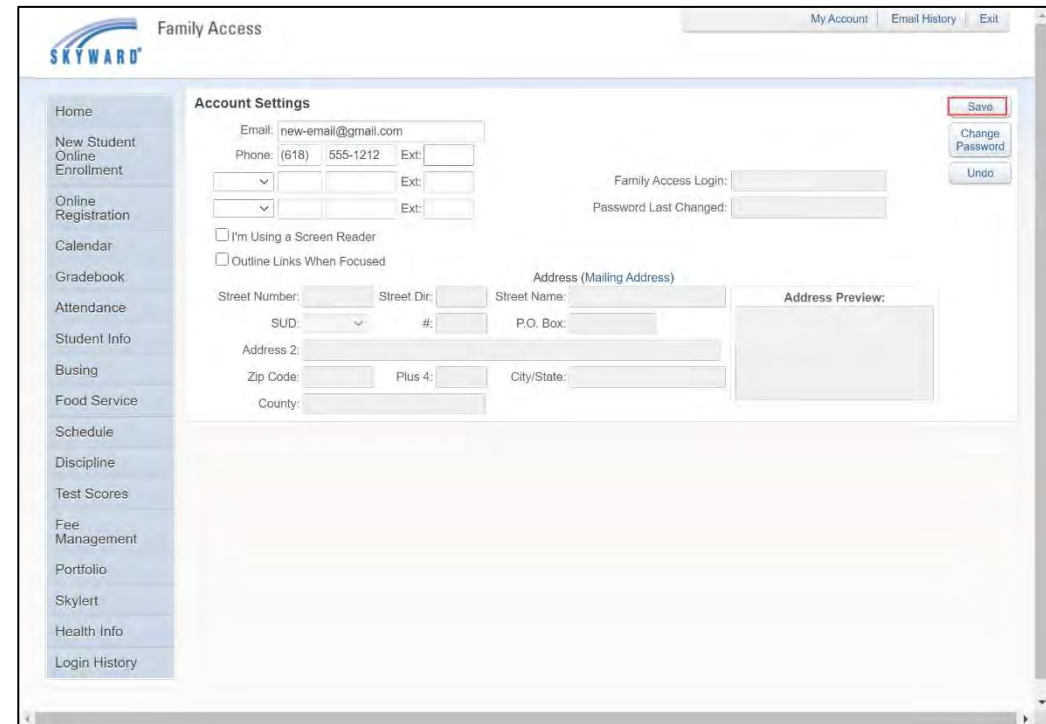 SKYWARD®
Family Access
My Account
Email History
Exit
Home
New Student
Online
Enrollment
Online
Registration
Calendar
Gradebook
Attendance
Student Info
Busing
Food Service
Schedule
Discipline
Test Scores
Fee
Management
Portfolio
Skylert
Health Info
Login History
Account Settings
Email: new-email@gmail.com
Phone: (618) 555-1212 Ext:
Ext:
Ext:
Family Access Login:
Password Last Changed:
Save
Change
Password
Undo
I'm Using a Screen Reader
Outline Links When Focused
Address (Mailing Address)
Street Number: Street Dir: Street Name:
SUD: #: P.O. Box:
Address 2:
Zip Code: Plus 4: City/State:
County:
Address Preview: